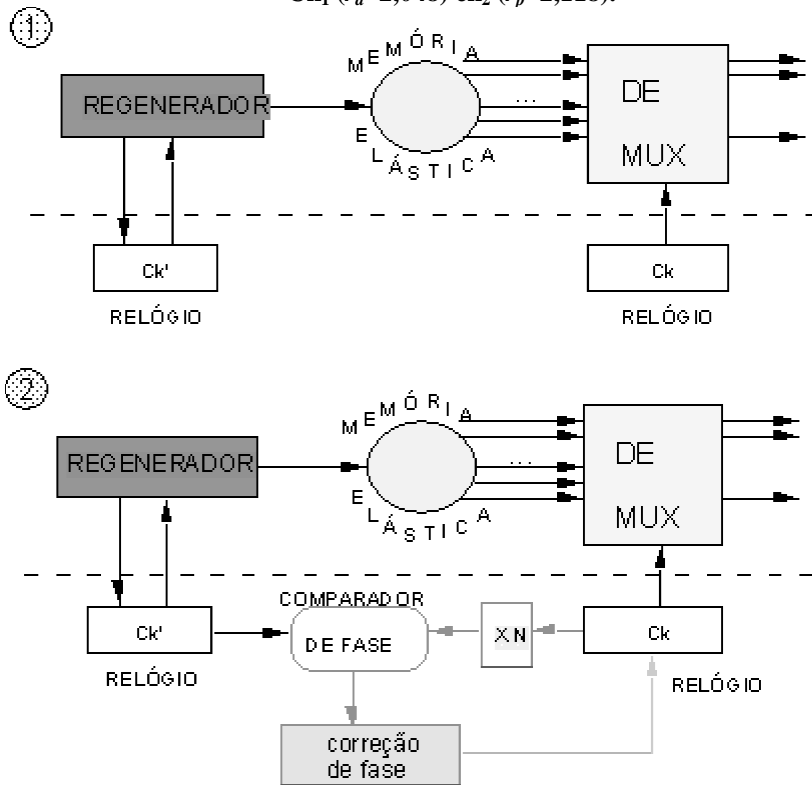 1
REGENERADOR
MEMÓRIA
ELÁSTICA
...
DE
MUX
Ck'
RELÓGIO
Ck
RELÓGIO
2
REGENERADOR
MEMÓRIA
ELÁSTICA
...
DE
MUX
Ck'
RELÓGIO
COMPARADOR
DE FASE
XN
Ck
RELÓGIO
correção
de fase